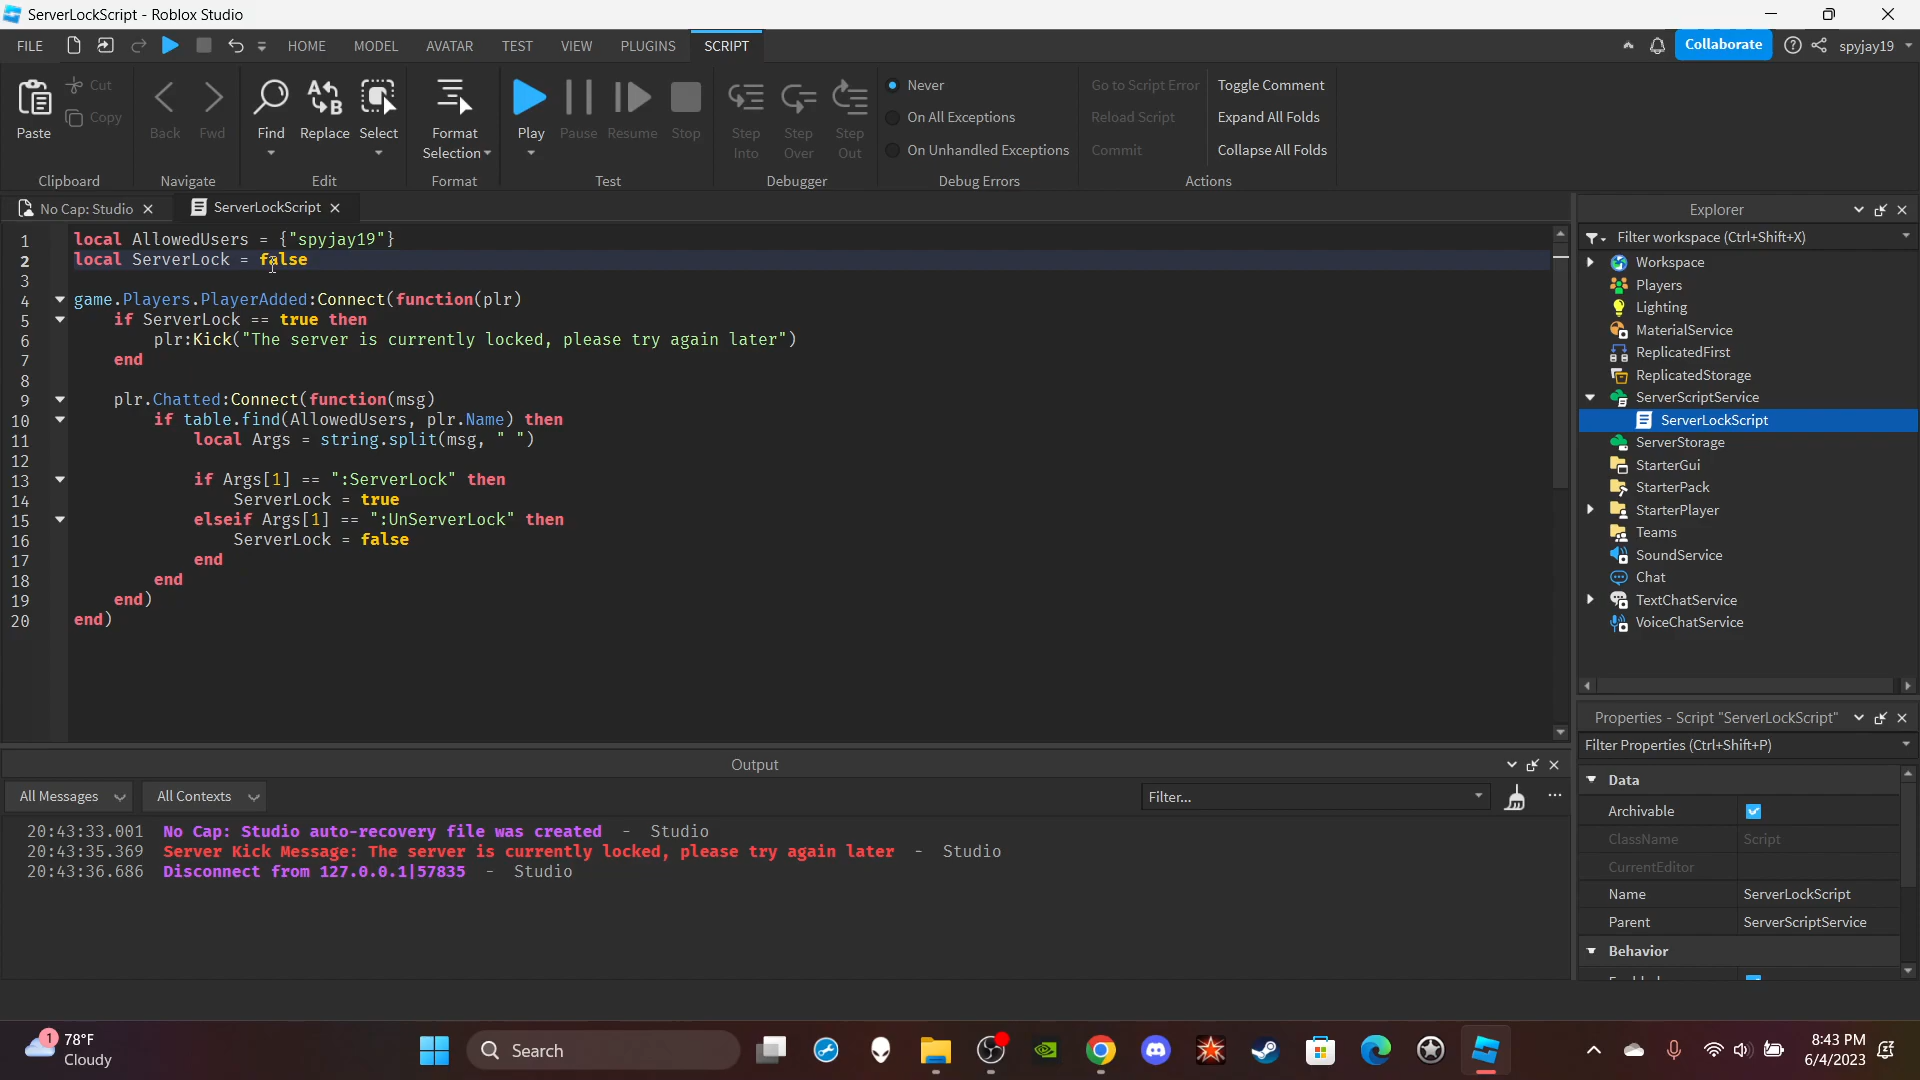 ServerLockScript - Roblox Studio
FILE HOME MODEL AVATAR TEST VIEW PLUGINS SCRIPT Collaborate spyjay19
Paste Cut Copy
Clipboard
Back Fwd
Navigate
Find Replace Select
Edit
Format Selection
Format
Play Pause Resume Stop
Test
Step Into Step Over Step Out
Debugger
Never
On All Exceptions
On Unhandled Exceptions
Debug Errors
Go to Script Error
Reload Script
Commit
Toggle Comment
Expand All Folds
Collapse All Folds
Actions
No Cap: Studio ServerLockScript
1 local AllowedUsers = {"spyjay19"}
2 local ServerLock = false
3
4 game.Players.PlayerAdded:Connect(function(plr)
5 if ServerLock == true then
6 plr:Kick("The server is currently locked, please try again later")
7 end
8
9 plr.Chatted:Connect(function(msg)
10 if table.find(AllowedUsers, plr.Name) then
11 local Args = string.split(msg, " ")
12
13 if Args[1] == ":ServerLock" then
14 ServerLock = true
15 elseif Args[1] == ":UnServerLock" then
16 ServerLock = false
17 end
18 end
19 end)
20 end)
Explorer
Filter workspace (Ctrl+Shift+X)
Workspace
Players
Lighting
MaterialService
ReplicatedFirst
ReplicatedStorage
ServerScriptService
ServerLockScript
ServerStorage
StarterGui
StarterPack
StarterPlayer
Teams
SoundService
Chat
TextChatService
VoiceChatService
Properties - Script "ServerLockScript"
Filter Properties (Ctrl+Shift+P)
Data
Archivable
ClassName Script
CurrentEditor
Name ServerLockScript
Parent ServerScriptService
Behavior
Output
All Messages All Contexts Filter...
20:43:33.001 No Cap: Studio auto-recovery file was created - Studio
20:43:35.369 Server Kick Message: The server is currently locked, please try again later - Studio
20:43:36.686 Disconnect from 127.0.0.1|57835 - Studio
1 78°F
Cloudy
Search
8:43 PM
6/4/2023